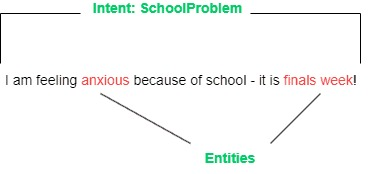 Intent: SchoolProblem
I am feeling anxious because of school - it is finals week!
Entities